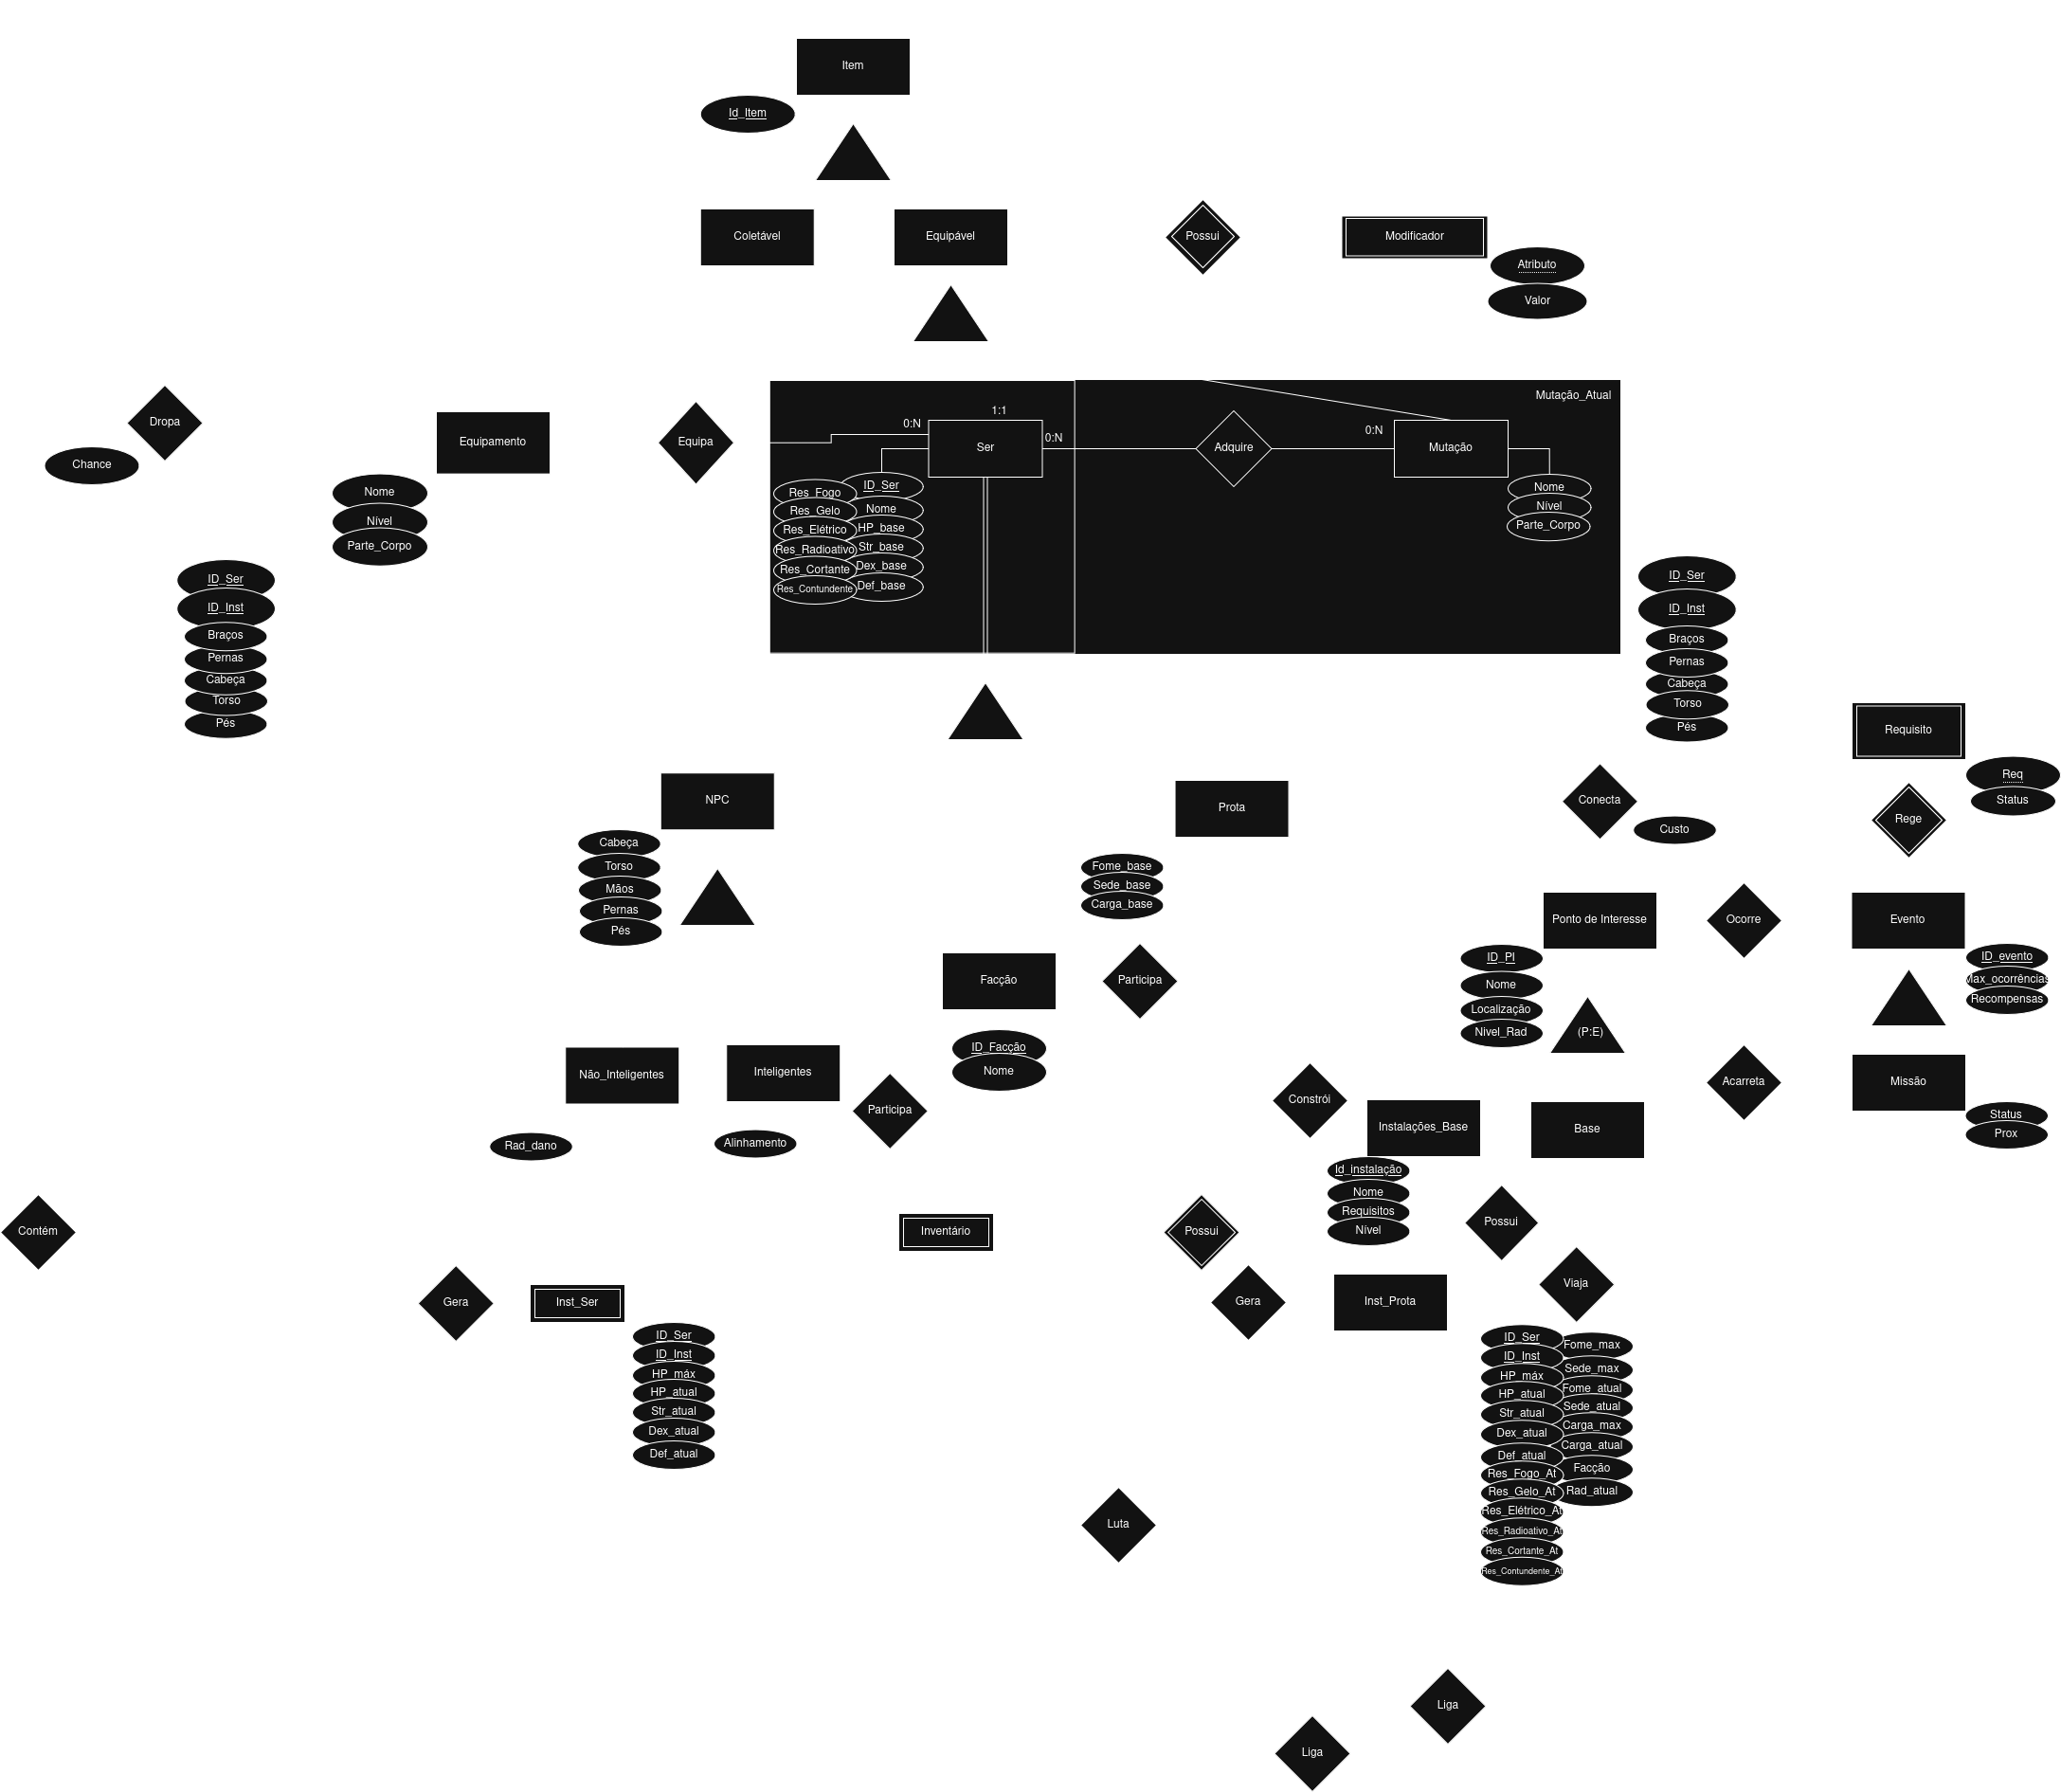 Item
Id_Item
Coletável
Equipável
Possui
Modificador
Atributo
Valor
Dropa
Chance
Equipamento
Nome
Nível
Parte_Corpo
Equipa
Mutação_Atual
1:1
0:N
Ser
0:N
Adquire
0:N
Mutação
Res_Fogo
Res_Gelo
Res_Elétrico
Res_Radioativo
Res_Cortante
Res_Contundente
ID_Ser
Nome
HP_base
Str_base
Dex_base
Def_base
Nome
Nível
Parte_Corpo
ID_Ser
ID_Inst
Braços
Pernas
Cabeça
Torso
Pés
ID_Ser
ID_Inst
Braços
Pernas
Cabeça
Torso
Pés
Requisito
Req
Status
Rege
NPC
Cabeça
Torso
Mãos
Pernas
Pés
Prota
Fome_base
Sede_base
Carga_base
Conecta
Custo
Ponto de Interesse
ID_PI
Nome
Localização
Nivel_Rad
(P:E)
Ocorre
Evento
ID_evento
Max_ocorrências
Recompensas
Facção
ID_Facção
Nome
Participa
Não_Inteligentes
Rad_dano
Inteligentes
Alinhamento
Participa
Constrói
Instalações_Base
Id_instalação
Nome
Requisitos
Nível
Base
Acarreta
Missão
Status
Prox
Contém
Inventário
Possui
Possui
Viaja
Gera
Inst_Ser
ID_Ser
ID_Inst
HP_máx
HP_atual
Str_atual
Dex_atual
Def_atual
Gera
Inst_Prota
ID_Ser
ID_Inst
HP_máx
HP_atual
Str_atual
Dex_atual
Def_atual
Res_Fogo_At
Res_Gelo_At
Res_Elétrico_At
Res_Radioativo_At
Res_Cortante_At
Res_Contundente_At
Fome_max
Sede_max
Fome_atual
Sede_atual
Carga_max
Carga_atual
Facção
Rad_atual
Luta
Liga
Liga